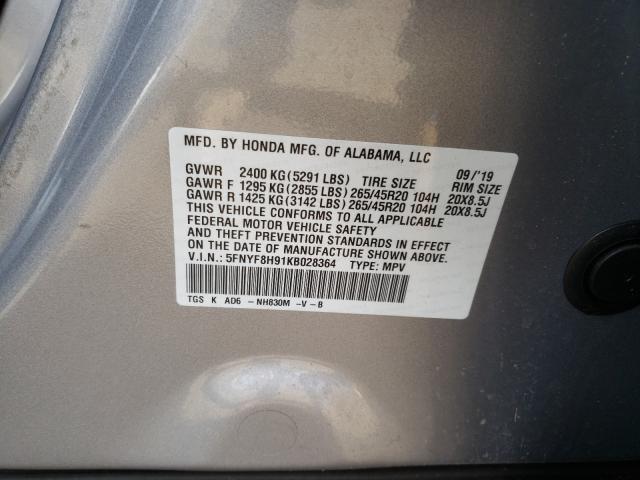 MFD. BY HONDA MFG. OF ALABAMA, LLC 09/'19
GVWR 2400 KG (5291 LBS) TIRE SIZE RIM SIZE
GAWR F 1295 KG (2855 LBS) 265/45R20 104H 20X8.5J
GAWR R 1425 KG (3142 LBS) 265/45R20 104H 20X8.5J
THIS VEHICLE CONFORMS TO ALL APPLICABLE
FEDERAL MOTOR VEHICLE SAFETY
AND THEFT PREVENTION STANDARDS IN EFFECT
ON THE DATE OF MANUFACTURE SHOWN ABOVE.
V.I.N.: 5FNYF8H91KB028364 TYPE: MPV
TGS K AD6 -NH830M -V-B